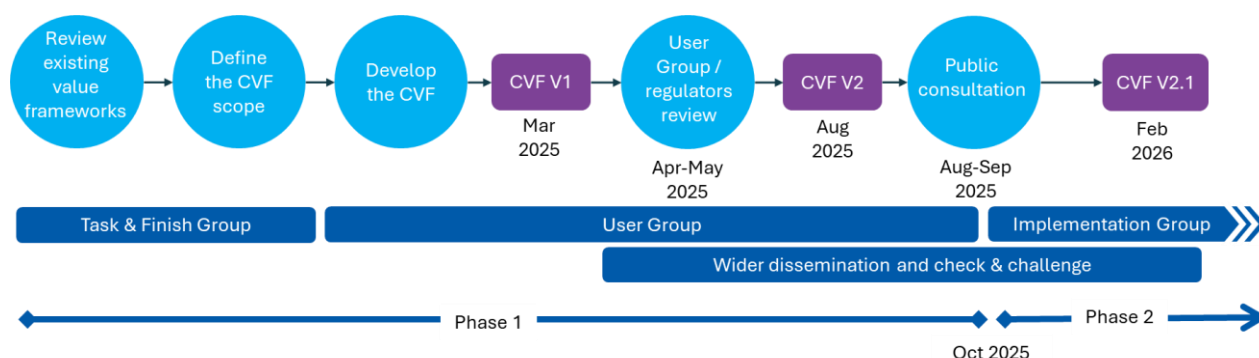 Review
existing
value
frameworks
Define
the CVF
scope
Develop
the CVF
CVF V1
Mar
2025
User
Group /
regulators
review
Apr-May
2025
CVF V2
Aug
2025
Public
consultation
Aug-Sep
2025
CVF V2.1
Feb
2026
Task & Finish Group
User Group
Implementation Group
Wider dissemination and check & challenge
Phase 1
Phase 2
Oct 2025